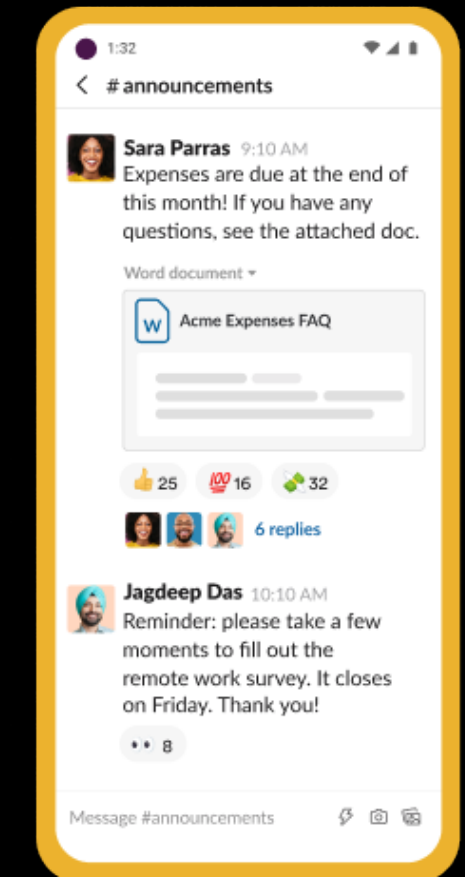 1:32
# announcements
Sara Parras 9:10 AM
Expenses are due at the end of
this month! If you have any
questions, see the attached doc.
Word document
W Acme Expenses FAQ
25 100 16 32
6 replies
Jagdeep Das 10:10 AM
Reminder: please take a few
moments to fill out the
remote work survey. It closes
on Friday. Thank you!
8
Message #announcements